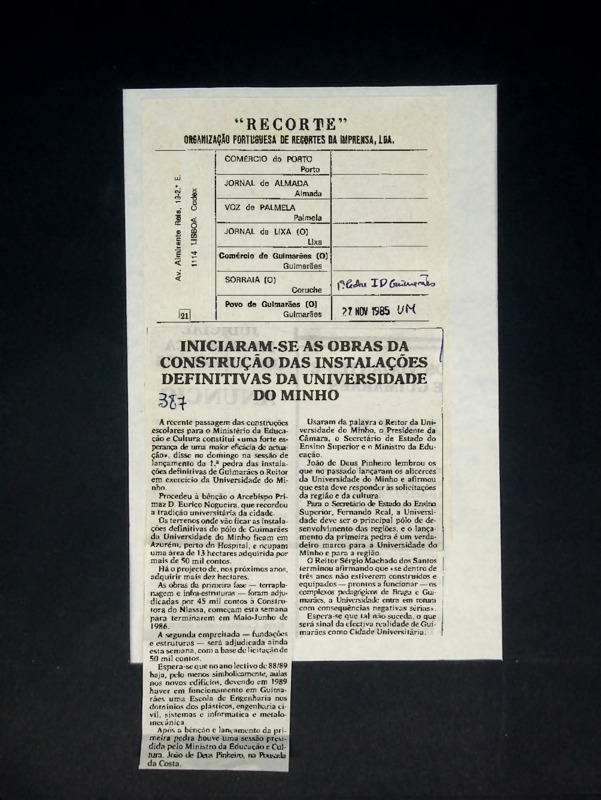 "RECORTE"
ORGANIZAÇÃO PORTUGUESA DE RECORTES DA IMPRENSA, LDA.
Av. Almirante Reis, 19-2.º E.
1114 LISBOA Codex
COMÉRCIO do PORTO
Porto
JORNAL de ALMADA
Almada
VOZ de PALMELA
Palmela
JORNAL da LIXA (O)
Lixa
Comércio de Guimarães (O)
Guimarães
SORRAIA (O)
Coruche
1ª Pedra I D Guimarães
Povo de Guimarães (O)
Guimarães
27 NOV 1985 UM
21
INICIARAM-SE AS OBRAS DA
CONSTRUÇÃO DAS INSTALAÇÕES
DEFINITIVAS DA UNIVERSIDADE
DO MINHO
387
A recente passagem das construções
escolares para o Ministério da Educa-
ção e Cultura constitui «uma forte es-
perança de uma maior eficácia de actua-
ção», disse no domingo na sessão de
lançamento da 1.ª pedra das instala-
ções definitivas de Guimarães o Reitor
em exercício da Universidade do Mi-
nho.
Procedeu à bênção o Arcebispo Pri-
maz D. Eurico Nogueira, que recordou
a tradição universitária da cidade.
Os terrenos onde vão ficar as instala-
ções definitivas do pólo de Guimarães
da Universidade do Minho ficam em
Azurém, perto do Hospital, e ocupam
uma área de 13 hectares adquirida por
mais de 50 mil contos.
Há o projecto de, nos próximos anos,
adquirir mais dez hectares.
As obras da primeira fase — terrapla-
nagem e infra-estruturas — foram adju-
dicadas por 45 mil contos à Constru-
tora do Niassa, começam esta semana
para terminarem em Maio-Junho de
1986.
A segunda empreitada — fundações
e estruturas — será adjudicada ainda
esta semana, com a base de licitação de
50 mil contos.
Espera-se que no ano lectivo de 88/89
haja, pelo menos simbolicamente, aulas
nos novos edifícios, devendo em 1989
haver em funcionamento em Guima-
rães uma Escola de Engenharia nos
domínios dos plásticos, engenharia ci-
vil, sistemas e informática e metalo-
mecânica.
Após a bênção e lançamento da pri-
meira pedra houve uma sessão presi-
dida pelo Ministro da Educação e Cul-
tura, João de Deus Pinheiro, na Pousada
da Costa.
Usaram da palavra o Reitor da Uni-
versidade do Minho, o Presidente da
Câmara, o Secretário de Estado do
Ensino Superior e o Ministro da Edu-
cação.
João de Deus Pinheiro lembrou os
que no passado lançaram os alicerces
da Universidade do Minho e afirmou
que esta deve responder às solicitações
da região e da cultura.
Para o Secretário de Estado do Ensino
Superior, Fernando Real, a Universi-
dade deve ser o principal pólo de de-
senvolvimento das regiões, e o lança-
mento da primeira pedra é um verda-
deiro marco para a Universidade do
Minho e para a região.
O Reitor Sérgio Machado dos Santos
terminou afirmando que «se dentro de
três anos não estiverem construídos e
equipados — prontos a funcionar — os
complexos pedagógicos de Braga e Gui-
marães, a Universidade entra em rotura
com consequências negativas sérias».
Espera-se que tal não suceda, o que
será sinal da efectiva realidade de Gui-
marães como Cidade Universitária.